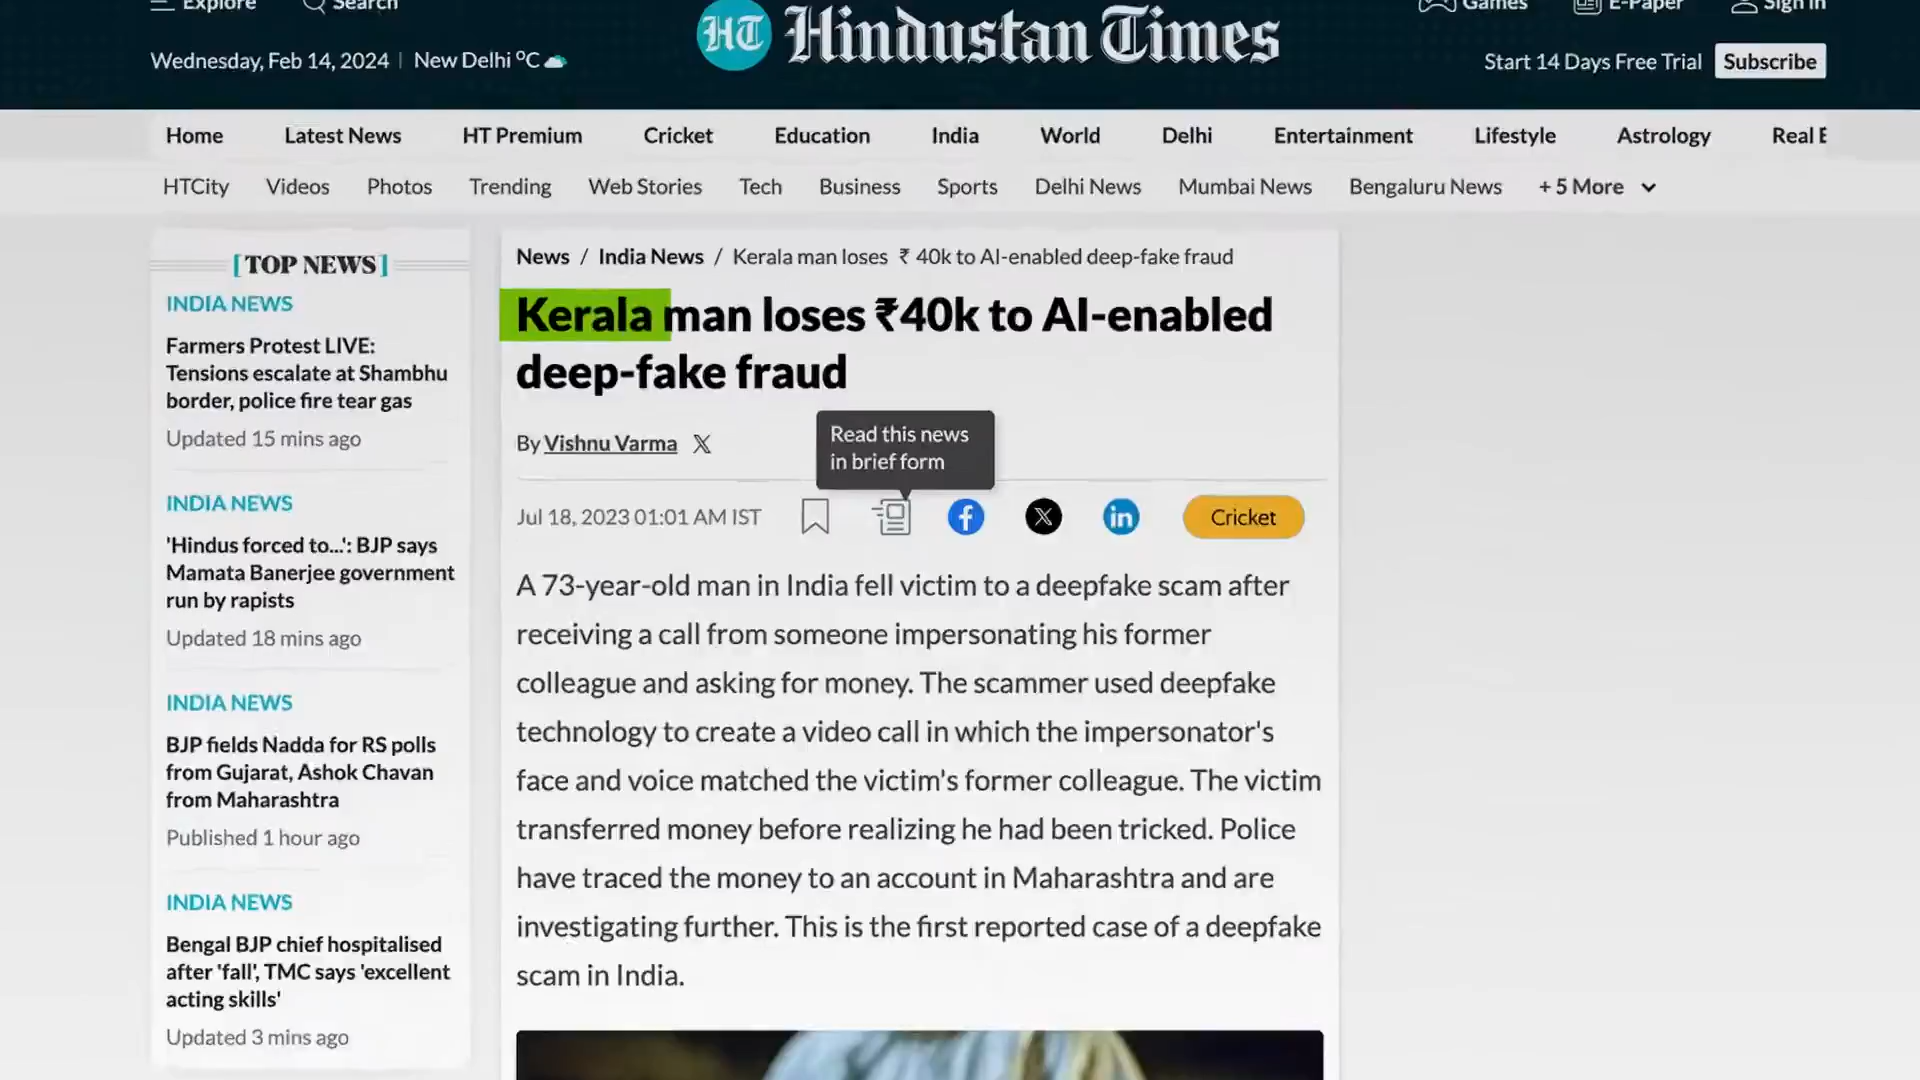 Explore
Search
Games
E-Paper
Sign in
Wednesday, Feb 14, 2024 | New Delhi °C
HT Hindustan Times
Start 14 Days Free Trial
Subscribe
Home Latest News HT Premium Cricket Education India World Delhi Entertainment Lifestyle Astrology Real E
HTCity Videos Photos Trending Web Stories Tech Business Sports Delhi News Mumbai News Bengaluru News + 5 More
[TOP NEWS]
INDIA NEWS
Farmers Protest LIVE:
Tensions escalate at Shambhu
border, police fire tear gas
Updated 15 mins ago
INDIA NEWS
'Hindus forced to...': BJP says
Mamata Banerjee government
run by rapists
Updated 18 mins ago
INDIA NEWS
BJP fields Nadda for RS polls
from Gujarat, Ashok Chavan
from Maharashtra
Published 1 hour ago
INDIA NEWS
Bengal BJP chief hospitalised
after 'fall', TMC says 'excellent
acting skills'
Updated 3 mins ago
News / India News / Kerala man loses ₹ 40k to AI-enabled deep-fake fraud
Kerala man loses ₹40k to AI-enabled
deep-fake fraud
By Vishnu Varma X
Read this news
in brief form
Jul 18, 2023 01:01 AM IST
f
X
in
Cricket
A 73-year-old man in India fell victim to a deepfake scam after
receiving a call from someone impersonating his former
colleague and asking for money. The scammer used deepfake
technology to create a video call in which the impersonator's
face and voice matched the victim's former colleague. The victim
transferred money before realizing he had been tricked. Police
have traced the money to an account in Maharashtra and are
investigating further. This is the first reported case of a deepfake
scam in India.